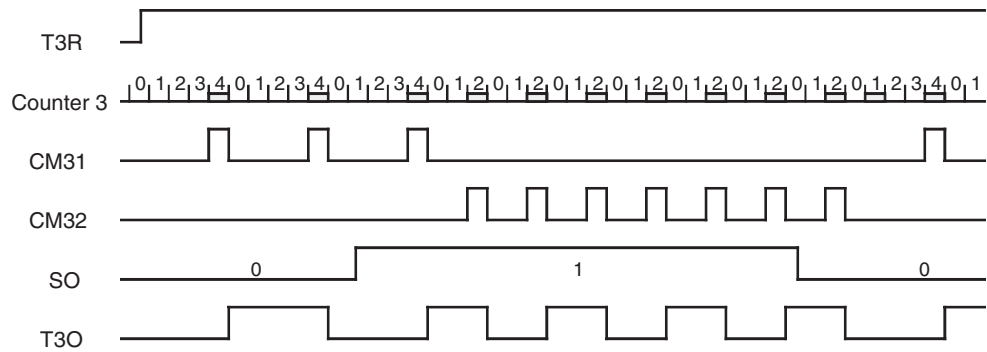 T3R
Counter 3 0 1 2 3 4 0 1 2 3 4 0 1 2 3 4 0 1 2 0 1 2 0 1 2 0 1 2 0 1 2 0 1 2 0 1 2 0 1 2 3 4 0 1
CM31
CM32
SO 0 1 0
T3O